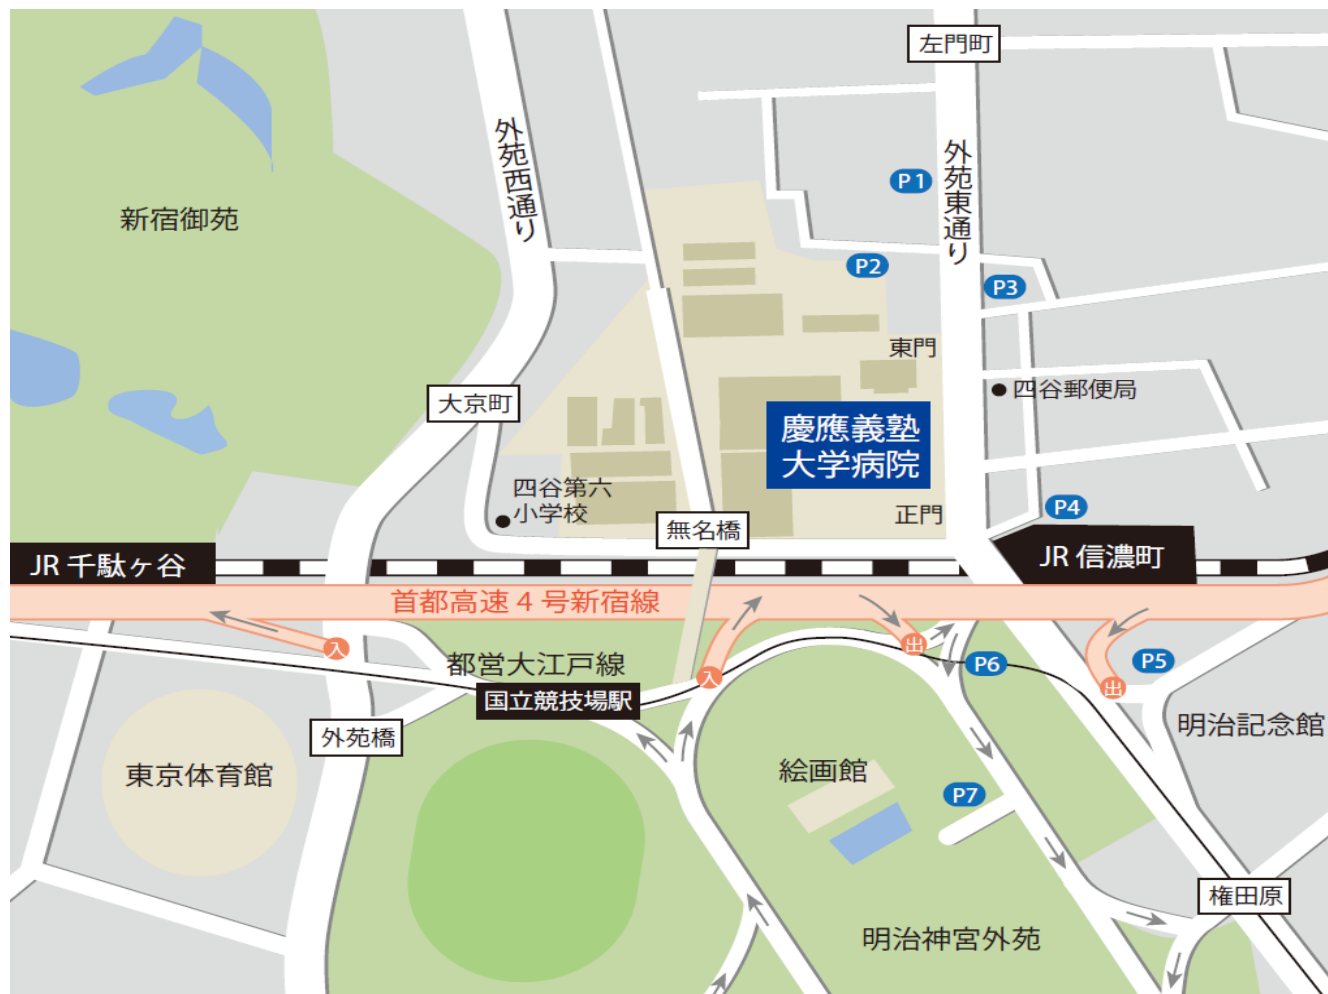 左門町
外苑西通り
外苑東通り
P1
新宿御苑
P2
P3
東門
四谷郵便局
大京町
慶應義塾
大学病院
四谷第六
小学校
正門
P4
無名橋
JR 千駄ヶ谷
JR 信濃町
首都高速 4 号新宿線
入
出
都営大江戸線
P6
P5
入
出
国立競技場駅
外苑橋
明治記念館
東京体育館
絵画館
P7
権田原
明治神宮外苑